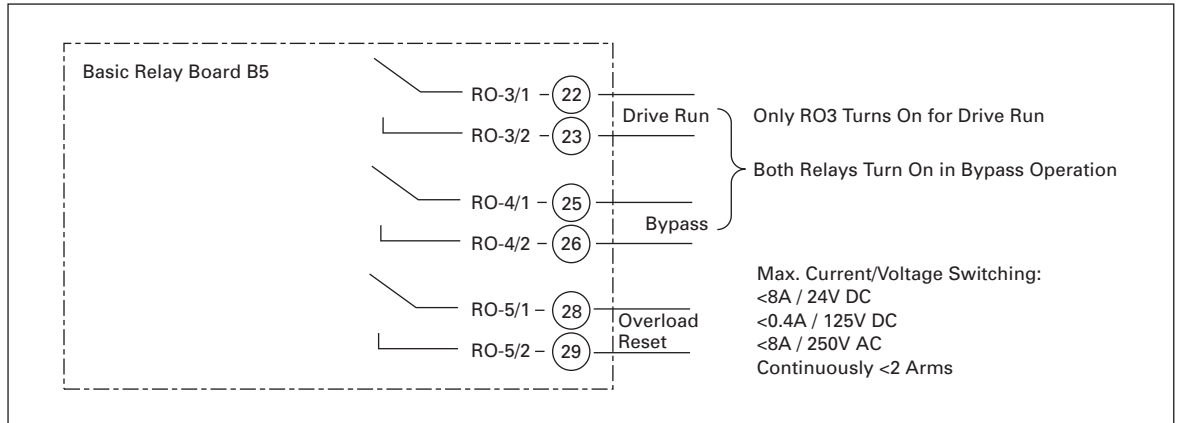 Basic Relay Board B5
RO-3/1 – 22
Drive Run
Only RO3 Turns On for Drive Run
RO-3/2 – 23
Both Relays Turn On in Bypass Operation
RO-4/1 – 25
Bypass
RO-4/2 – 26
Max. Current/Voltage Switching:
<8A / 24V DC
<0.4A / 125V DC
<8A / 250V AC
Continuously <2 Arms
RO-5/1 – 28
Overload
Reset
RO-5/2 – 29